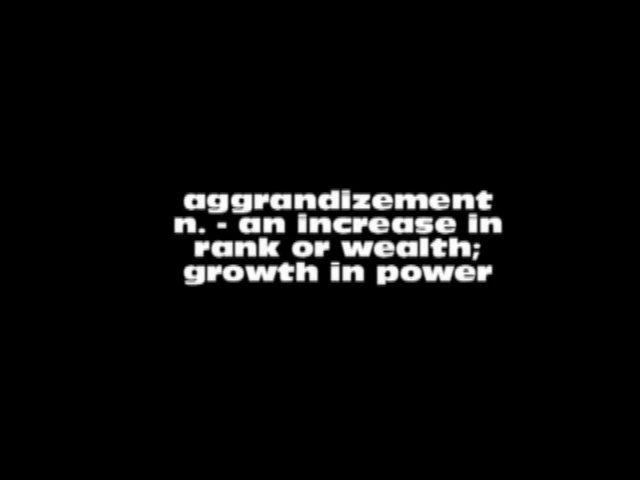 aggrandizement
n. - an increase in
rank or wealth;
growth in power